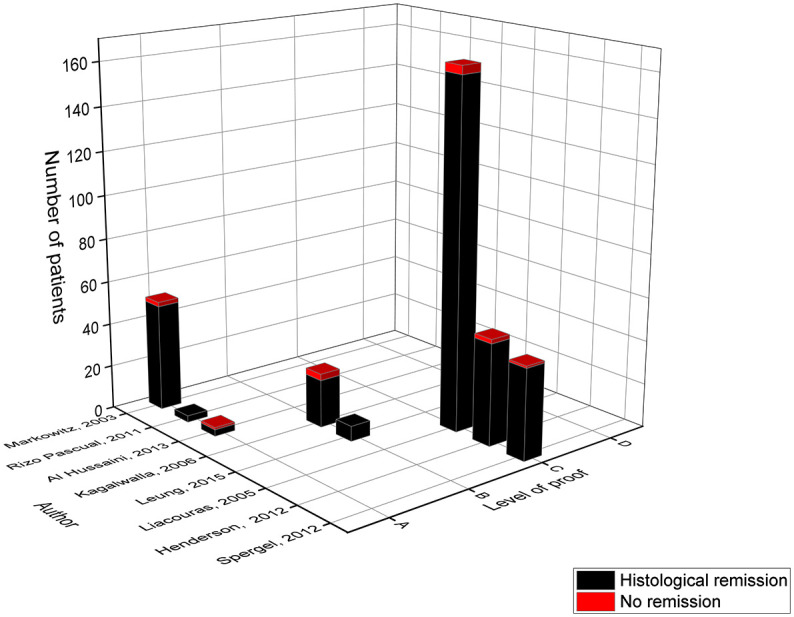 160
140
120
100
80
60
40
20
0
Number of patients
Markowitz, 2003
Rizo Pascual, 2011
Al Hussaini, 2013
Kagalwalla, 2006
Leung, 2015
Liacouras, 2005
Henderson, 2012
Spergel, 2012
Author
A
B
C
D
Level of proof
Histological remission
No remission